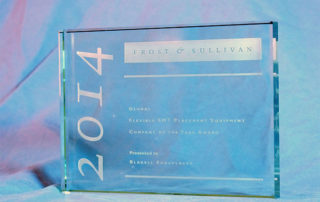 2014
FROST & SULLIVAN
GLOBAL
FLEXIBLE SMT PLACEMENT EQUIPMENT
COMPANY OF THE YEAR AWARD
Presented to